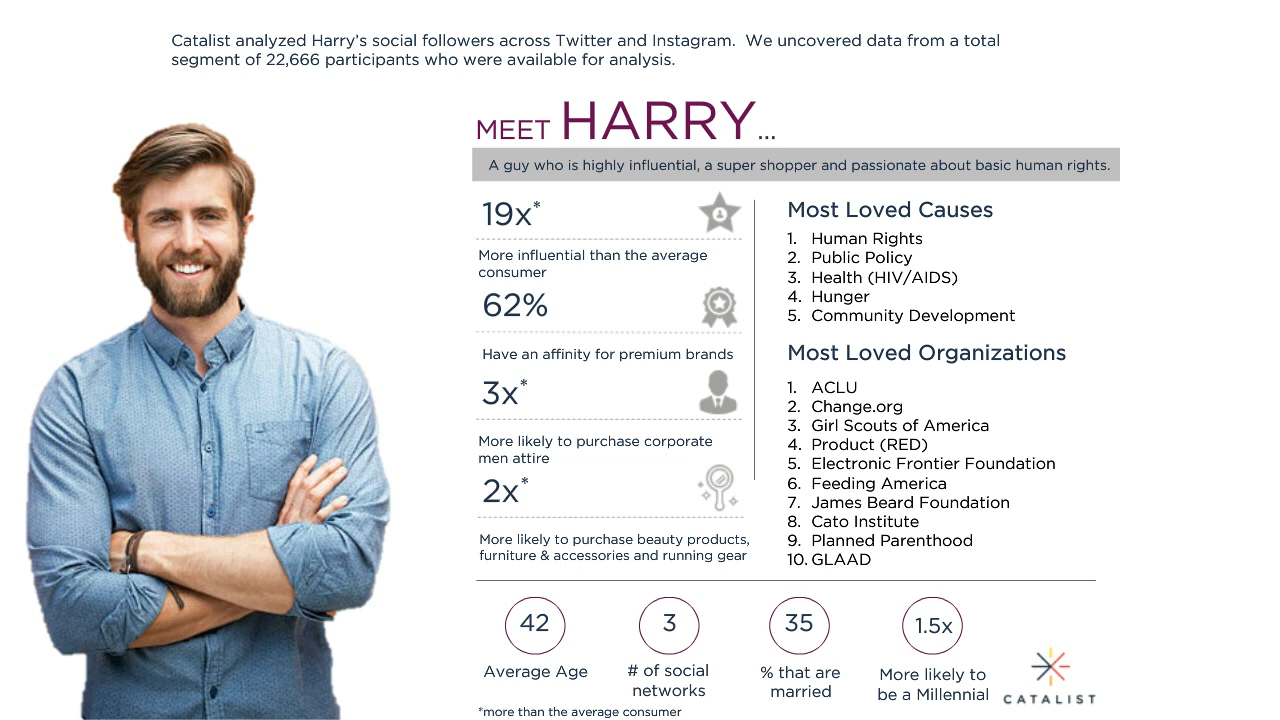 Catalist analyzed Harry's social followers across Twitter and Instagram.  We uncovered data from a total
segment of 22,666 participants who were available for analysis.
MEET HARRY...
A guy who is highly influential, a super shopper and passionate about basic human rights.
19x*
More influential than the average
consumer
62%
Have an affinity for premium brands
3x*
More likely to purchase corporate
men attire
2x*
More likely to purchase beauty products,
furniture & accessories and running gear
Most Loved Causes
1. Human Rights
2. Public Policy
3. Health (HIV/AIDS)
4. Hunger
5. Community Development
Most Loved Organizations
1. ACLU
2. Change.org
3. Girl Scouts of America
4. Product (RED)
5. Electronic Frontier Foundation
6. Feeding America
7. James Beard Foundation
8. Cato Institute
9. Planned Parenthood
10. GLAAD
42
Average Age
3
# of social
networks
35
% that are
married
1.5x
More likely to
be a Millennial
CATALIST
*more than the average consumer